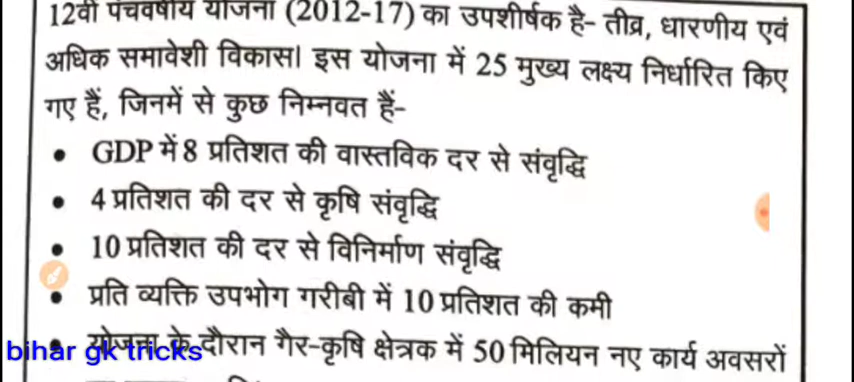 12वीं पंचवर्षीय योजना (2012-17) का उपशीर्षक है- तीव्र, धारणीय एवं
अधिक समावेशी विकास। इस योजना में 25 मुख्य लक्ष्य निर्धारित किए
गए हैं, जिनमें से कुछ निम्नवत हैं-
• GDP में 8 प्रतिशत की वास्तविक दर से संवृद्धि
• 4 प्रतिशत की दर से कृषि संवृद्धि
• 10 प्रतिशत की दर से विनिर्माण संवृद्धि
• प्रति व्यक्ति उपभोग गरीबी में 10 प्रतिशत की कमी
• योजना के दौरान गैर-कृषि क्षेत्रक में 50 मिलियन नए कार्य अवसरों
bihar gk tricks